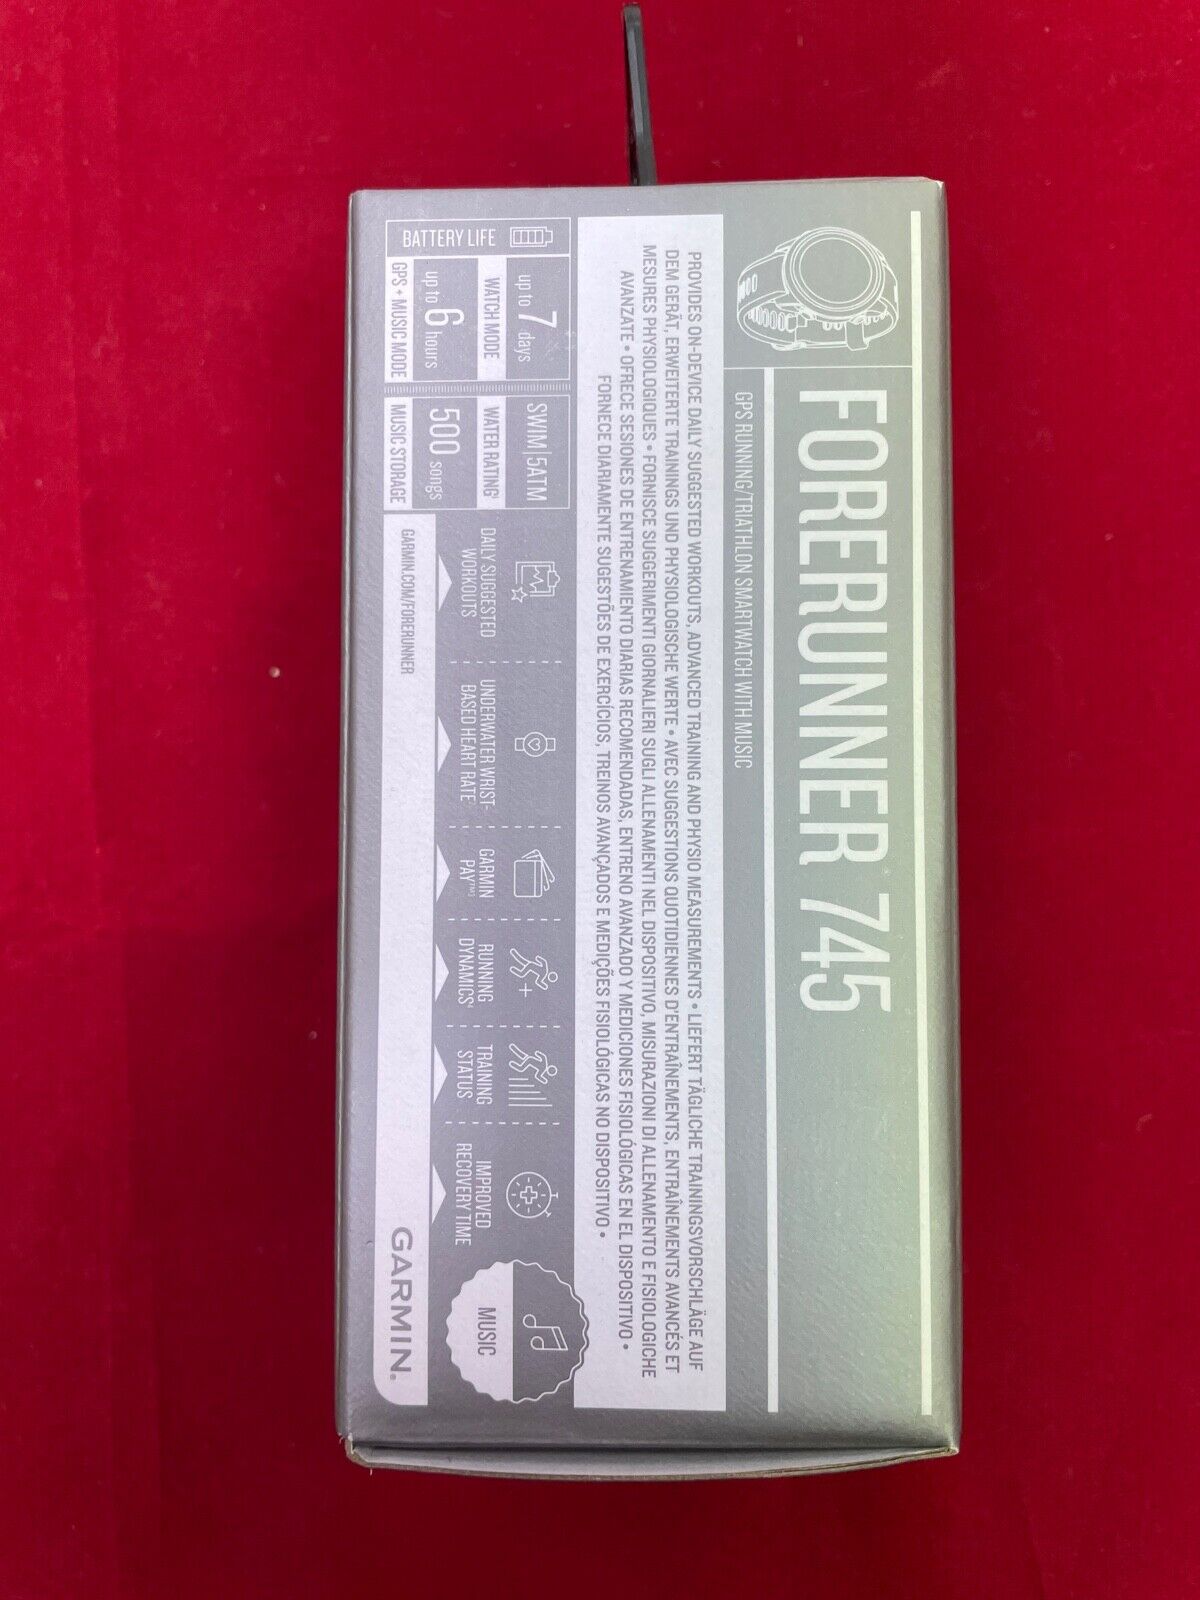 FORERUNNER 745
GPS RUNNING/TRIATHLON SMARTWATCH WITH MUSIC
PROVIDES ON-DEVICE DAILY SUGGESTED WORKOUTS, ADVANCED TRAINING AND PHYSIO MEASUREMENTS • LIEFERT TÄGLICHE TRAININGSVORSCHLÄGE AUF
DEM GERÄT, ERWEITERTE TRAININGS UND PHYSIOLOGISCHE WERTE • AVEC SUGGESTIONS QUOTIDIENNES D'ENTRAÎNEMENTS, ENTRAÎNEMENTS AVANCÉS ET
MESURES PHYSIOLOGIQUES • FORNISCE SUGGERIMENTI GIORNALIERI SUGLI ALLENAMENTI NEL DISPOSITIVO, MISURAZIONI DI ALLENAMENTO E FISIOLOGICHE
AVANZATE • OFRECE SESIONES DE ENTRENAMIENTO DIARIAS RECOMENDADAS, ENTRENO AVANZADO Y MEDICIONES FISIOLÓGICAS EN EL DISPOSITIVO •
FORNECE DIARIAMENTE SUGESTÕES DE EXERCÍCIOS, TREINOS AVANÇADOS E MEDIÇÕES FISIOLÓGICAS NO DISPOSITIVO •
BATTERY LIFE
up to 7 days
WATCH MODE
up to 6 hours
GPS + MUSIC MODE
SWIM|5ATM
WATER RATING¹
500 songs
MUSIC STORAGE
DAILY SUGGESTED
WORKOUTS
UNDERWATER WRIST-
BASED HEART RATE
GARMIN
PAY™³
RUNNING
DYNAMICS⁴
TRAINING
STATUS
IMPROVED
RECOVERY TIME
MUSIC
GARMIN.COM/FORERUNNER
GARMIN®